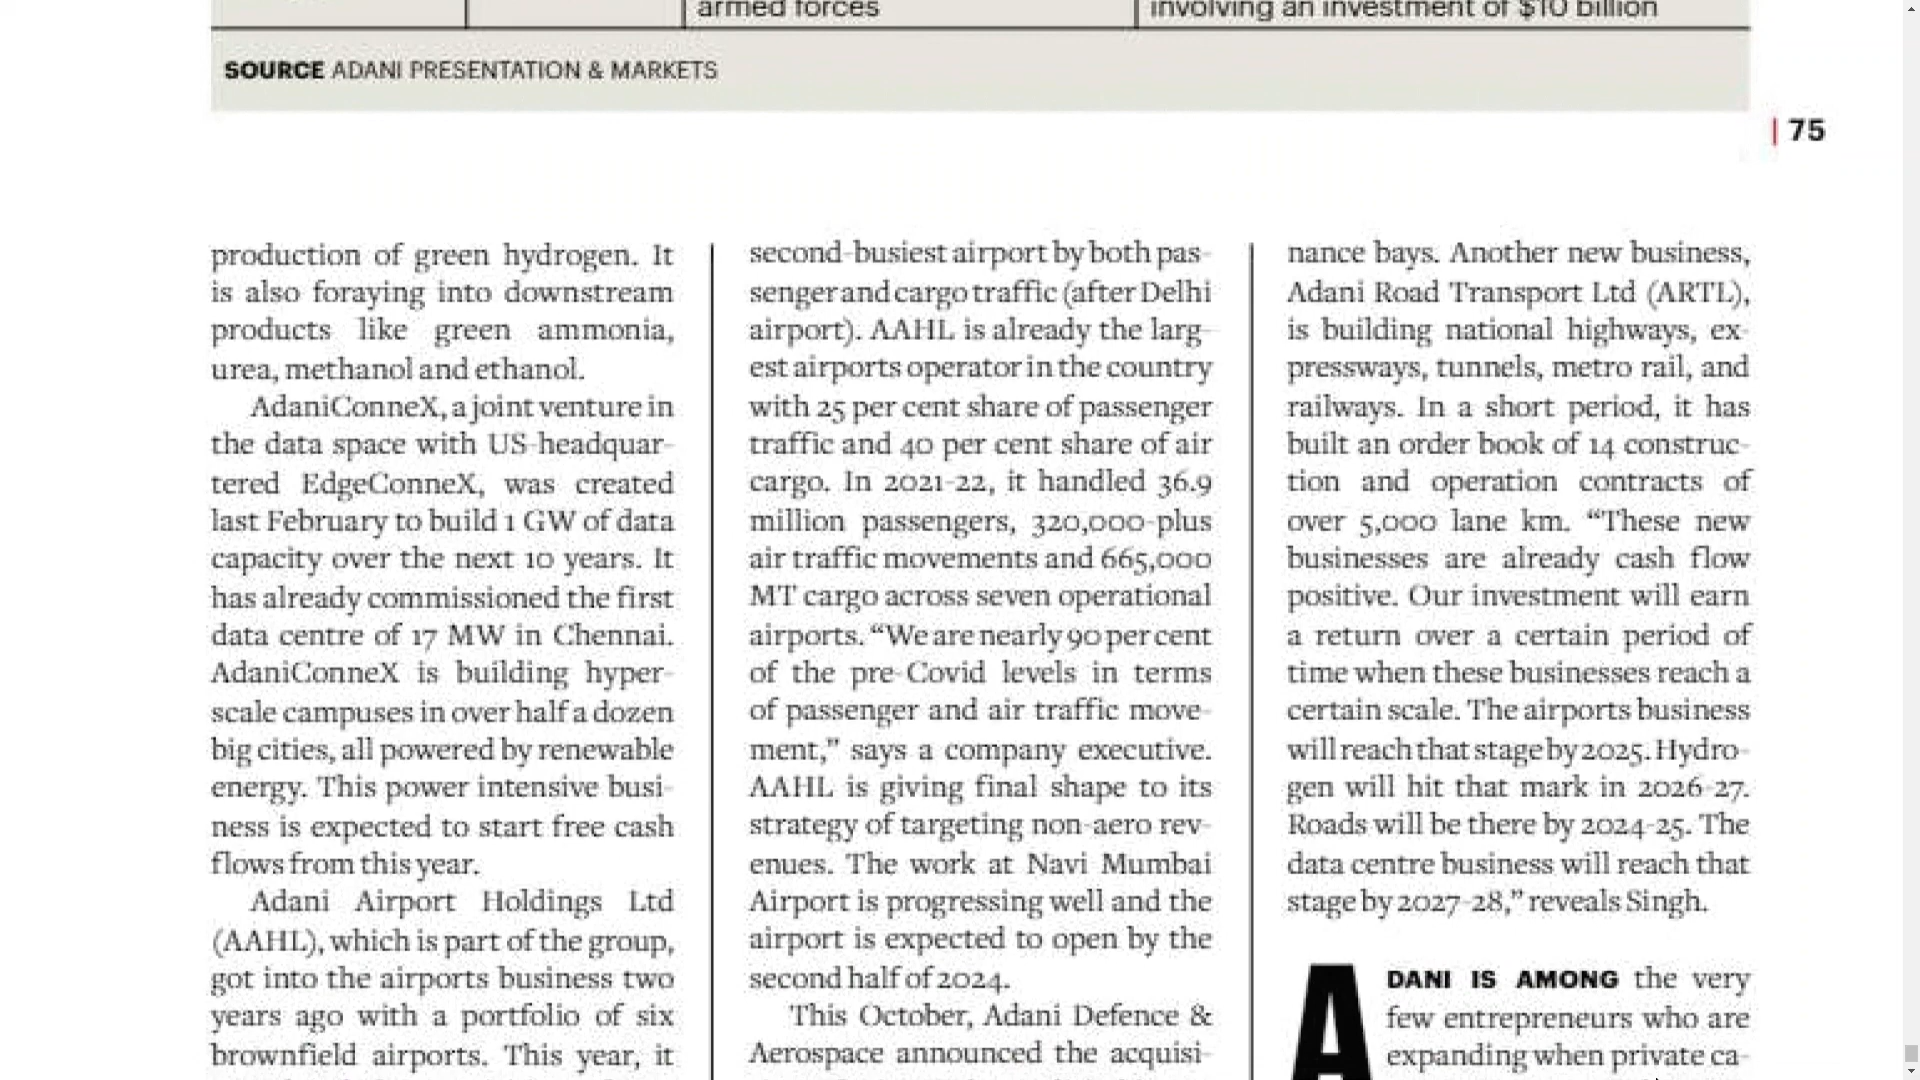 armed forces
involving an investment of $10 billion
SOURCE ADANI PRESENTATION & MARKETS
75
production of green hydrogen. It
is also foraying into downstream
products like green ammonia,
urea, methanol and ethanol.
AdaniConneX, a joint venture in
the data space with US-headquar-
tered EdgeConneX, was created
last February to build 1 GW of data
capacity over the next 10 years. It
has already commissioned the first
data centre of 17 MW in Chennai.
AdaniConneX is building hyper-
scale campuses in over half a dozen
big cities, all powered by renewable
energy. This power intensive busi-
ness is expected to start free cash
flows from this year.
Adani Airport Holdings Ltd
(AAHL), which is part of the group,
got into the airports business two
years ago with a portfolio of six
brownfield airports. This year, it
second-busiest airport by both pas-
senger and cargo traffic (after Delhi
airport). AAHL is already the larg-
est airports operator in the country
with 25 per cent share of passenger
traffic and 40 per cent share of air
cargo. In 2021-22, it handled 36.9
million passengers, 320,000-plus
air traffic movements and 665,000
MT cargo across seven operational
airports. “We are nearly 90 per cent
of the pre-Covid levels in terms
of passenger and air traffic move-
ment,” says a company executive.
AAHL is giving final shape to its
strategy of targeting non-aero rev-
enues. The work at Navi Mumbai
Airport is progressing well and the
airport is expected to open by the
second half of 2024.
This October, Adani Defence &
Aerospace announced the acquisi-
nance bays. Another new business,
Adani Road Transport Ltd (ARTL),
is building national highways, ex-
pressways, tunnels, metro rail, and
railways. In a short period, it has
built an order book of 14 construc-
tion and operation contracts of
over 5,000 lane km. “These new
businesses are already cash flow
positive. Our investment will earn
a return over a certain period of
time when these businesses reach a
certain scale. The airports business
will reach that stage by 2025. Hydro-
gen will hit that mark in 2026-27.
Roads will be there by 2024-25. The
data centre business will reach that
stage by 2027-28,” reveals Singh.
ADANI IS AMONG the very
few entrepreneurs who are
expanding when private ca-